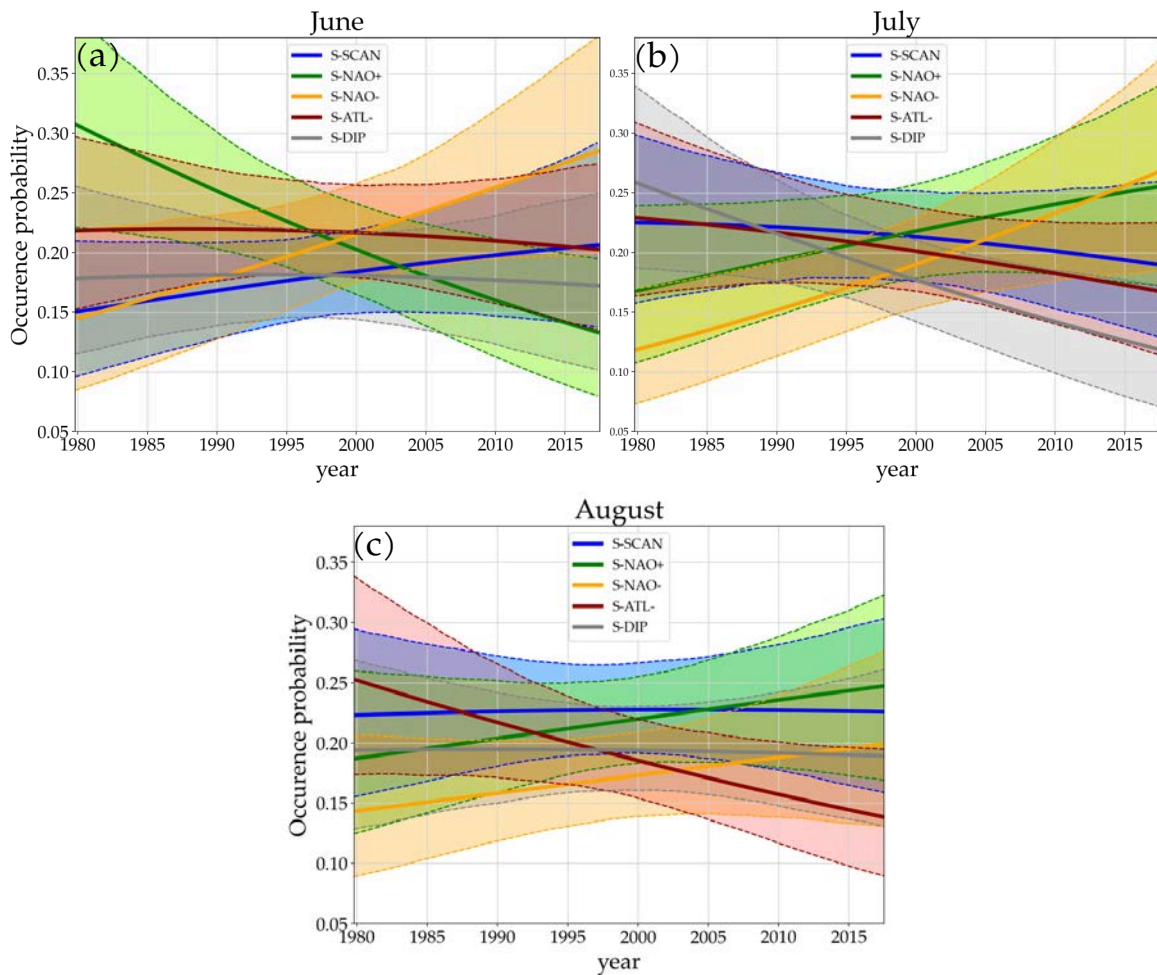 June
(a)
S-SCAN
S-NAO+
S-NAO-
S-ATL-
S-DIP
Occurence probability
0.35
0.30
0.25
0.20
0.15
0.10
0.05
1980 1985 1990 1995 2000 2005 2010 2015
year
July
(b)
S-SCAN
S-NAO+
S-NAO-
S-ATL-
S-DIP
0.35
0.30
0.25
0.20
0.15
0.10
0.05
1980 1985 1990 1995 2000 2005 2010 2015
year
August
(c)
S-SCAN
S-NAO+
S-NAO-
S-ATL-
S-DIP
Occurence probability
0.35
0.30
0.25
0.20
0.15
0.10
0.05
1980 1985 1990 1995 2000 2005 2010 2015
year